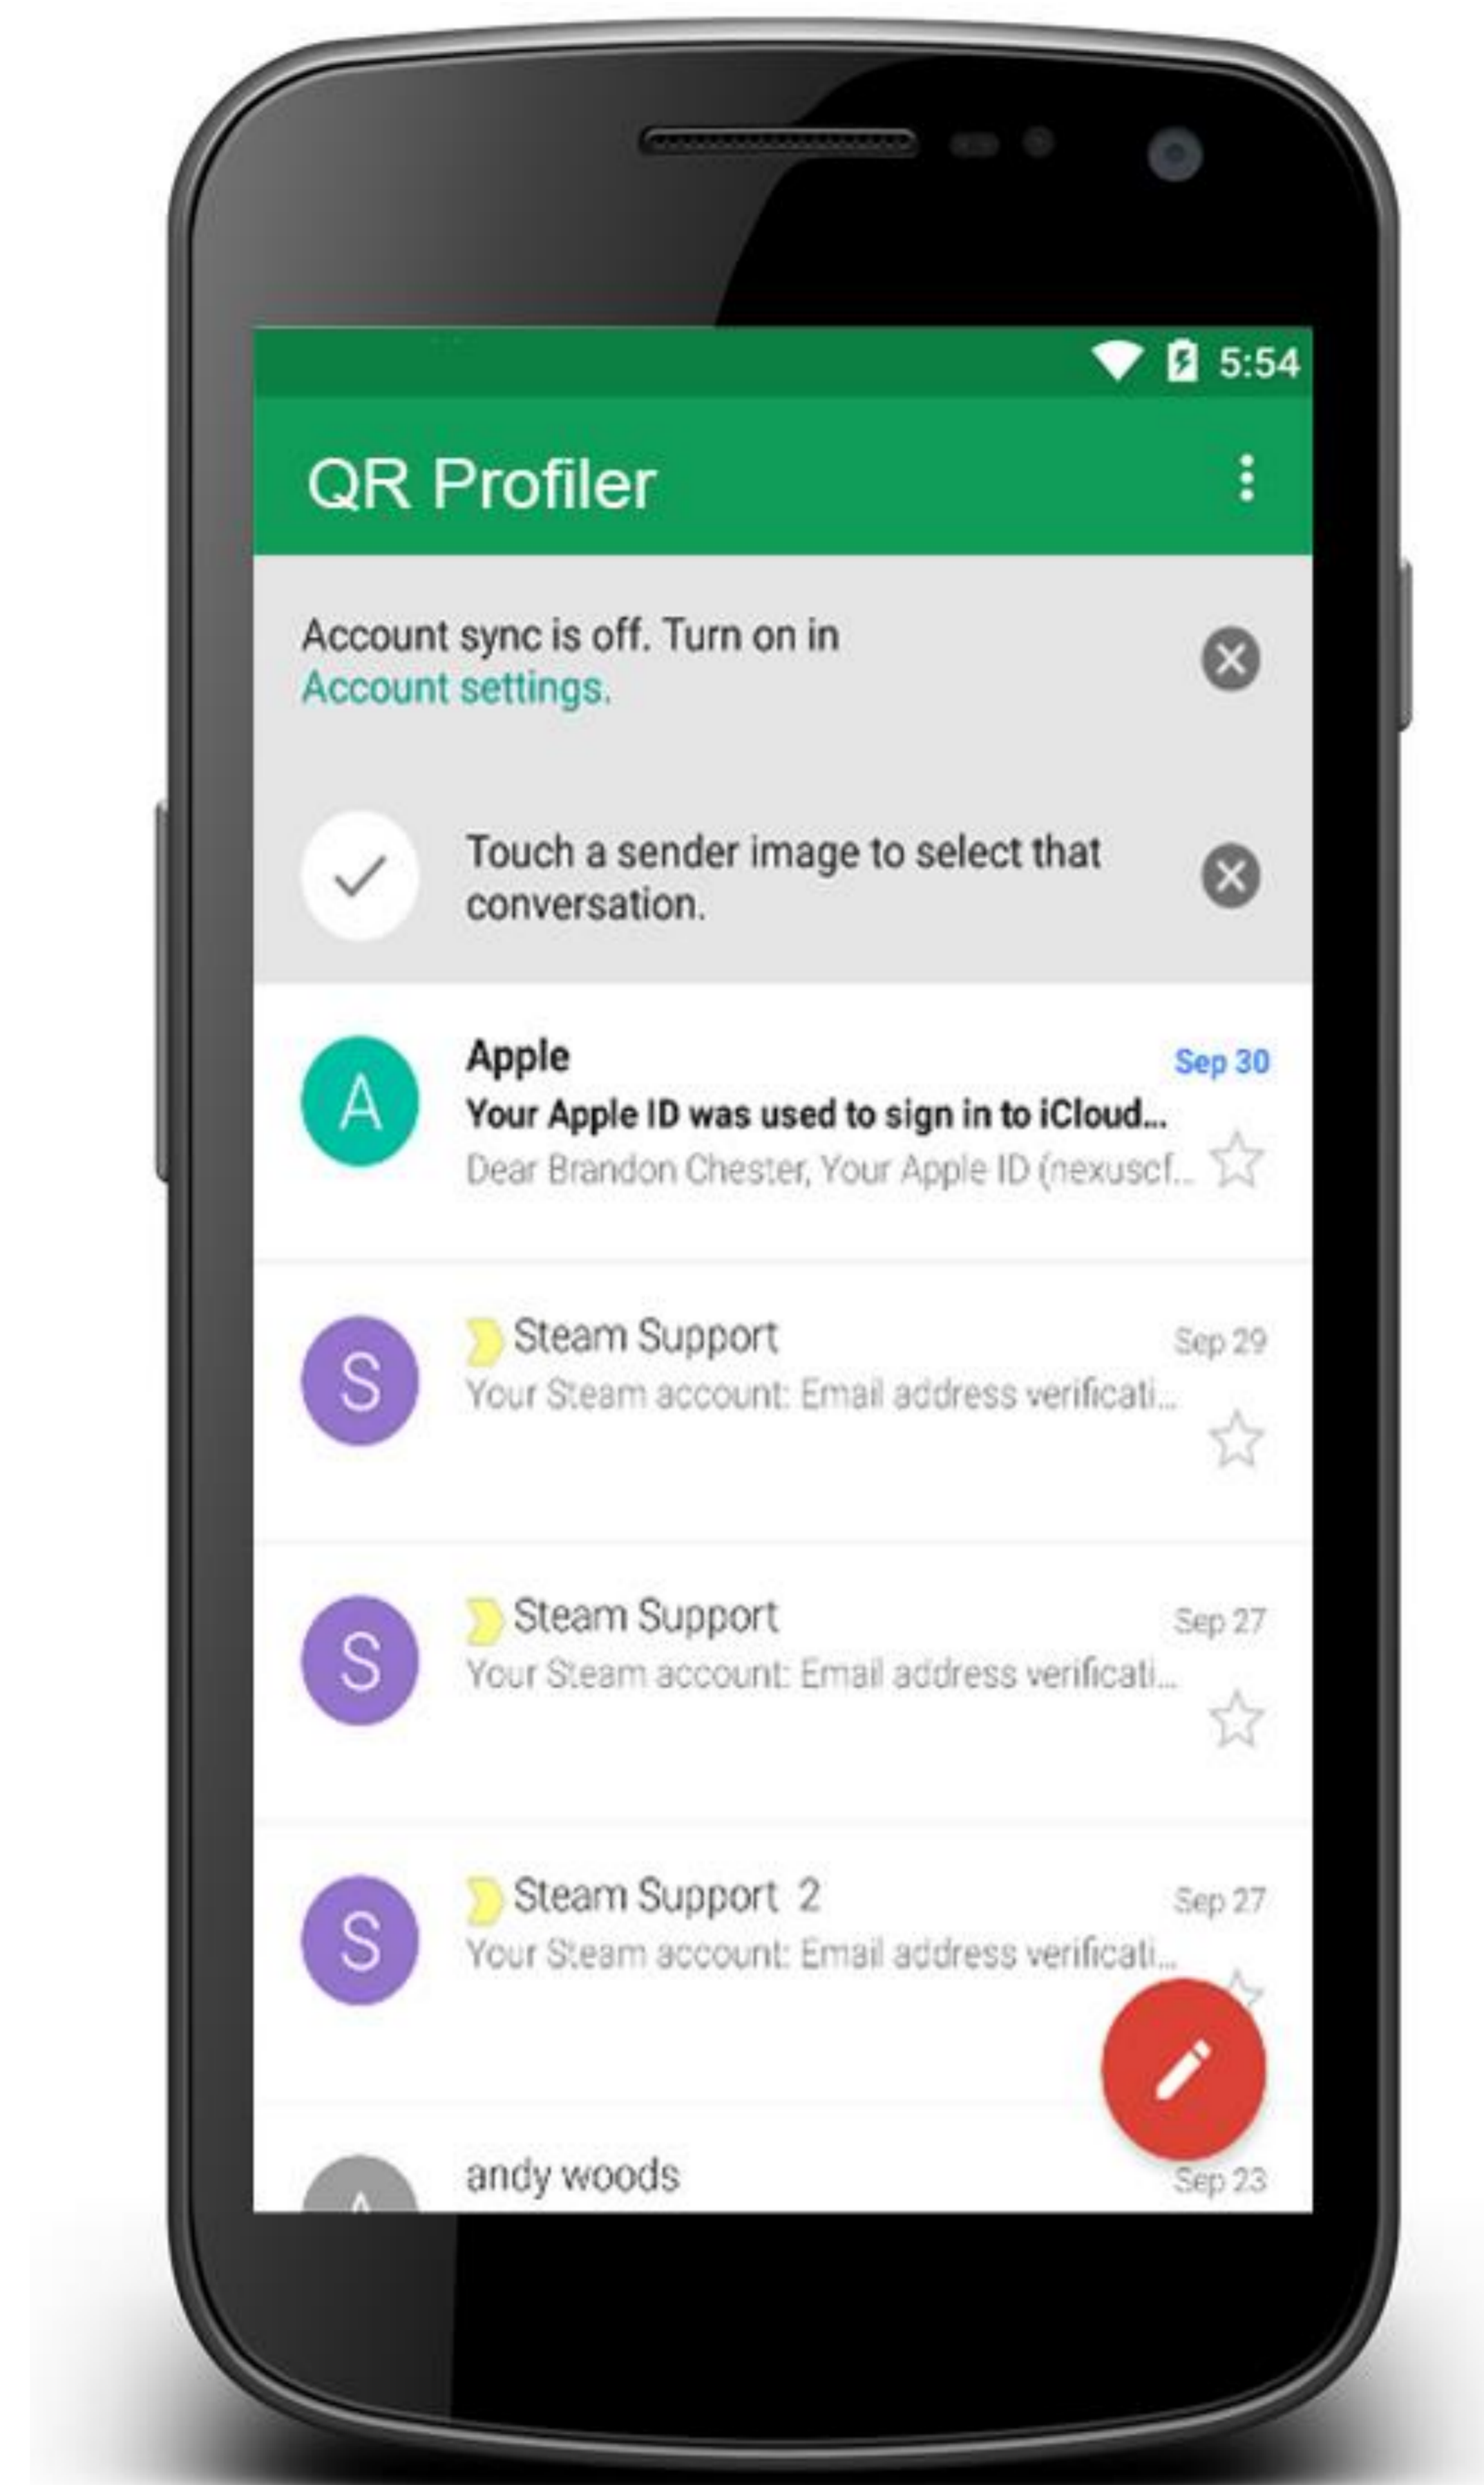 5:54
QR Profiler
Account sync is off. Turn on in
Account settings.
Touch a sender image to select that
conversation.
A
Apple
Sep 30
Your Apple ID was used to sign in to iCloud...
Dear Brandon Chester, Your Apple ID (nexuscf...
S
Steam Support
Sep 29
Your Steam account: Email address verificati...
S
Steam Support
Sep 27
Your Steam account: Email address verificati...
S
Steam Support 2
Sep 27
Your Steam account: Email address verificati...
A
andy woods
Sep 23